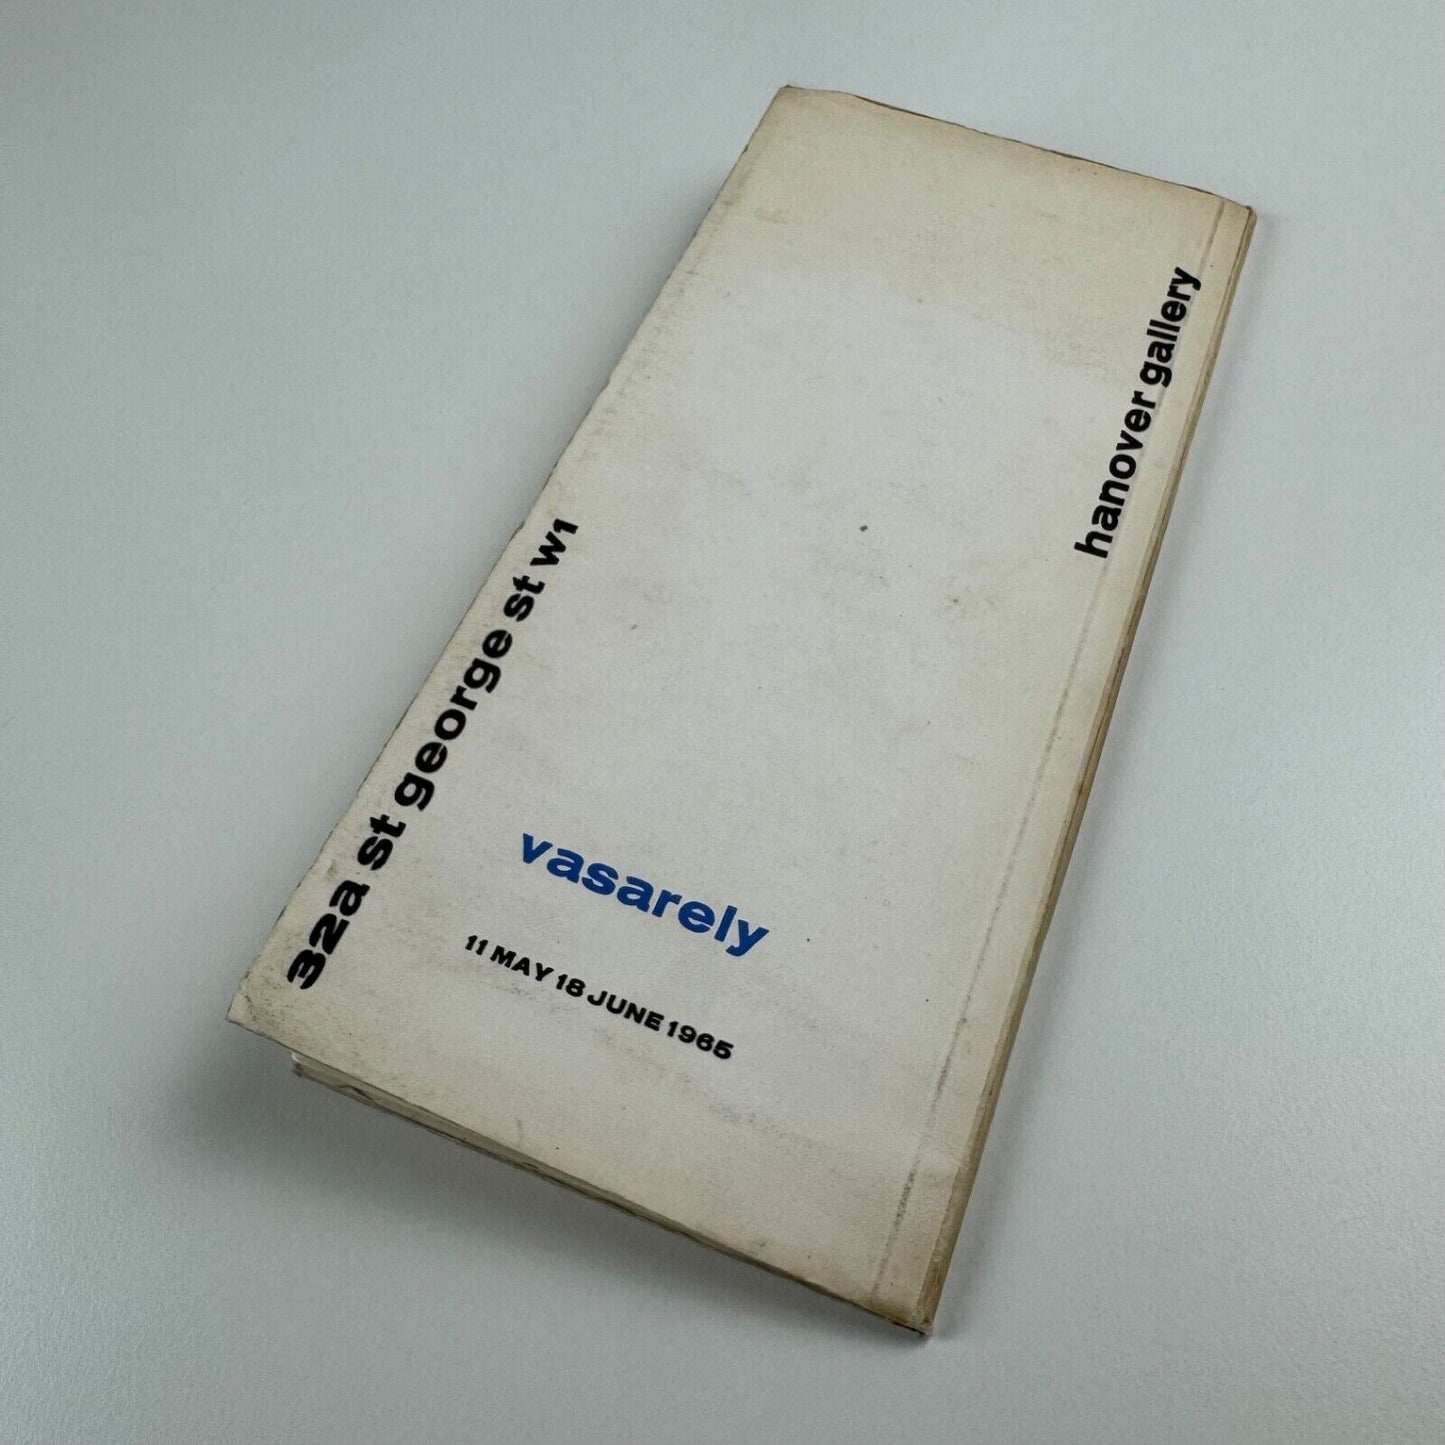 hanover gallery
32a st george st w1
vasarely
11 MAY 18 JUNE 1965